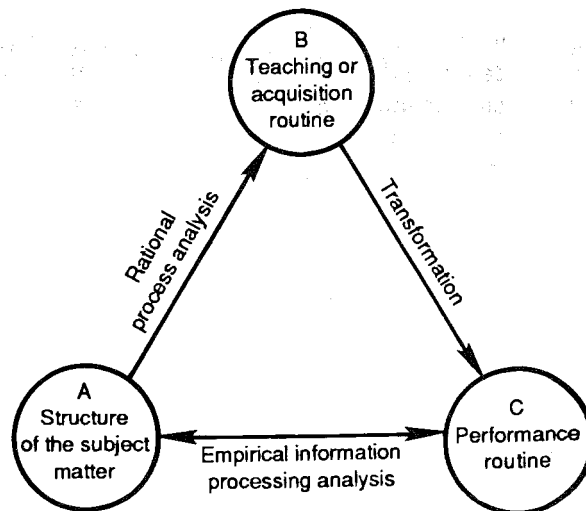 B
Teaching or
acquisition
routine
Rational
process analysis
Transformation
A
Structure
of the subject
matter
Empirical information
processing analysis
C
Performance
routine